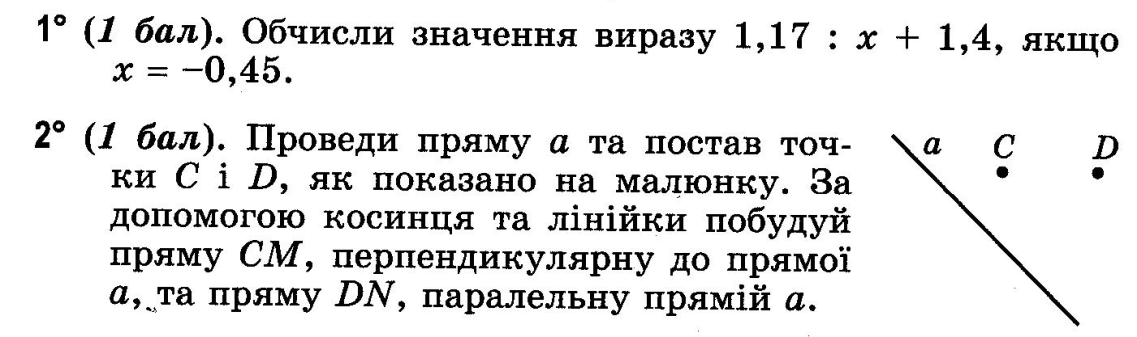 1° (1 бал). Обчисли значення виразу 1,17 : x + 1,4, якщо
x = −0,45.
2° (1 бал). Проведи пряму a та постав точ-
ки C і D, як показано на малюнку. За
допомогою косинця та лінійки побудуй
пряму CM, перпендикулярну до прямої
a, та пряму DN, паралельну прямій a.
a C D